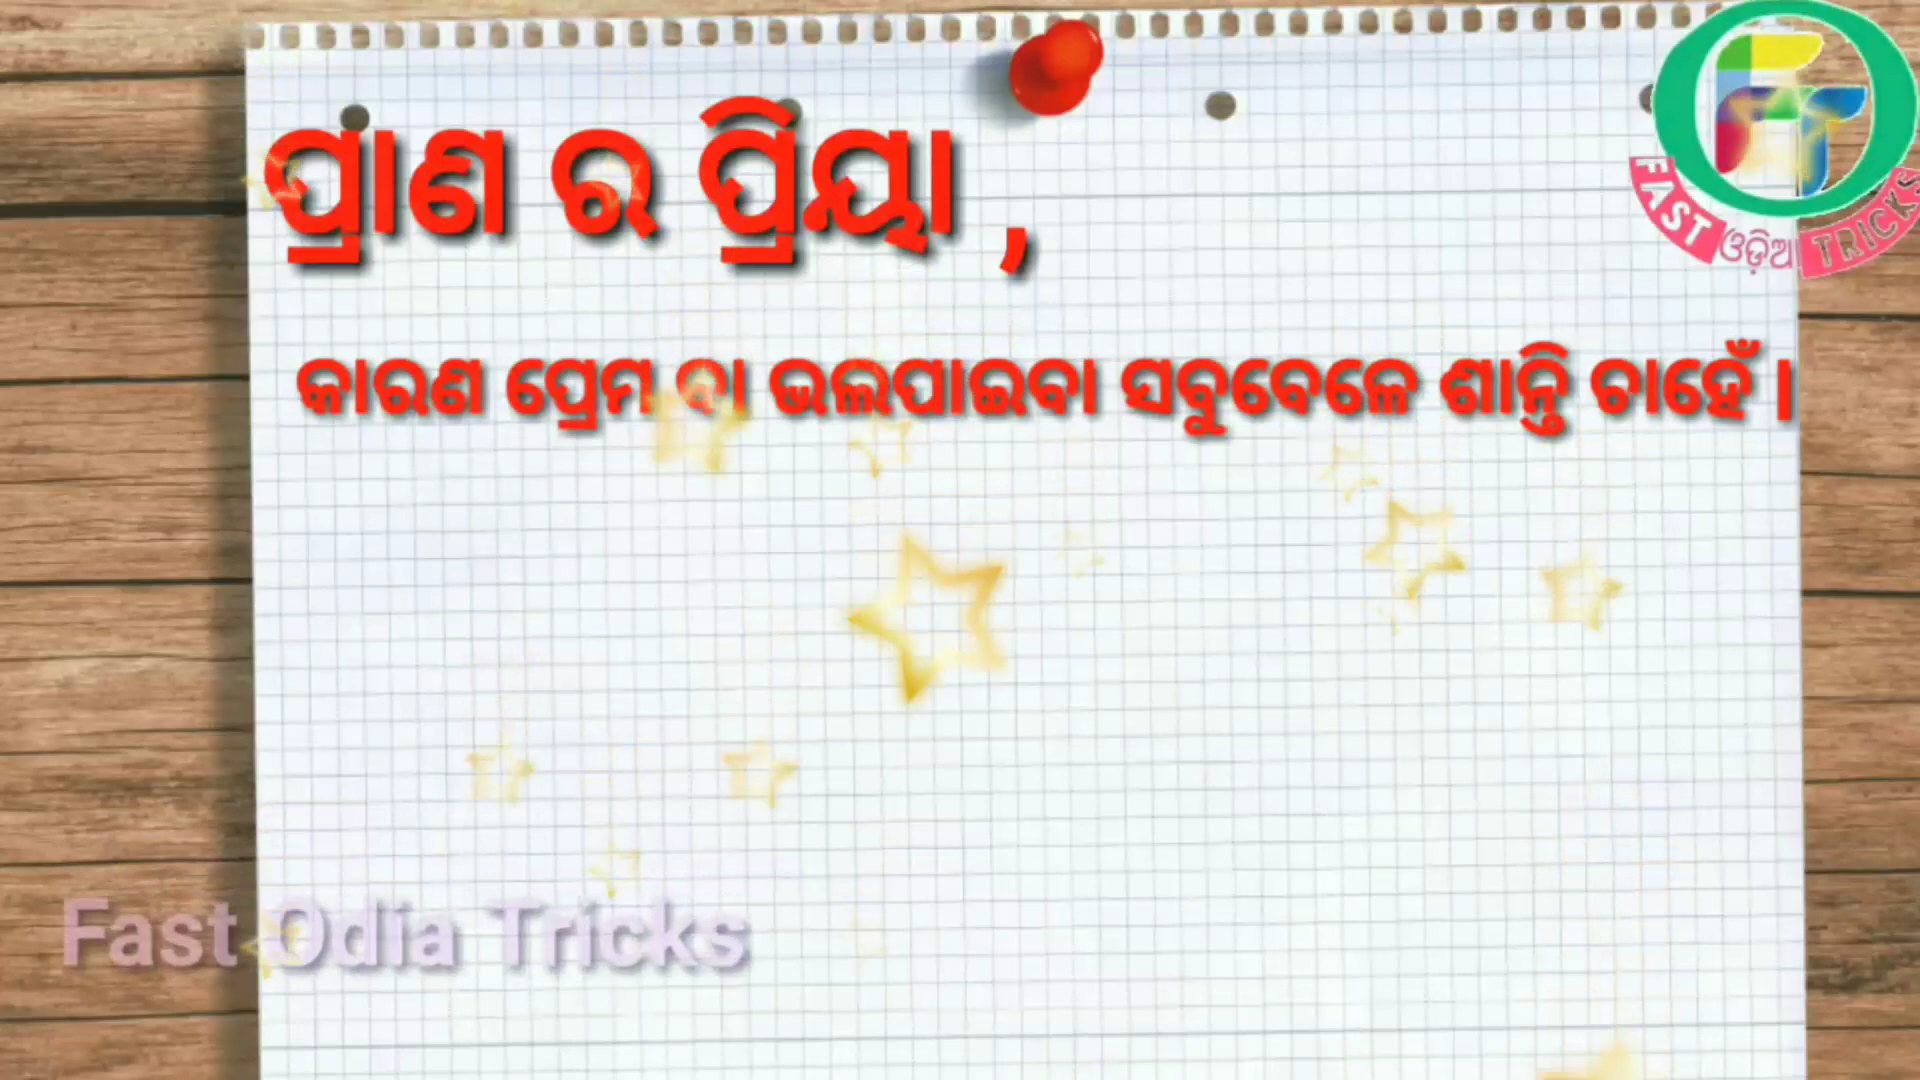 ପ୍ରାଣ ର ପ୍ରିୟା ,
FAST ଓଡ଼ିଆ TRICKS
କାରଣ ପ୍ରେମ ବା ଭଲପାଇବା ସବୁବେଳେ ଶାନ୍ତି ଚାହେଁ ।
Fast Odia Tricks